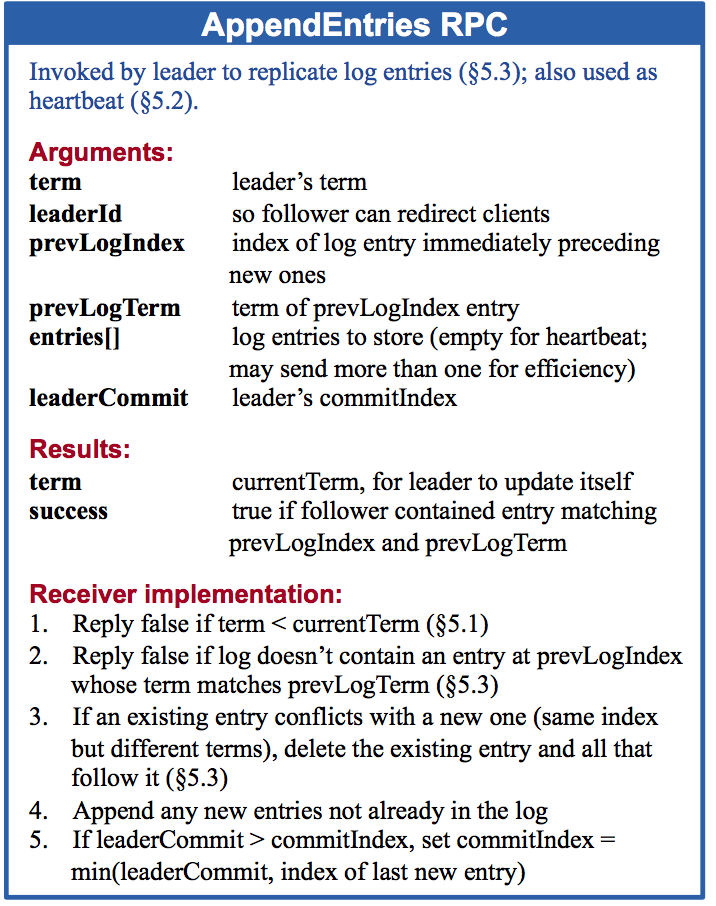 AppendEntries RPC
Invoked by leader to replicate log entries (§5.3); also used as
heartbeat (§5.2).
Arguments:
term leader’s term
leaderId so follower can redirect clients
prevLogIndex index of log entry immediately preceding
new ones
prevLogTerm term of prevLogIndex entry
entries[] log entries to store (empty for heartbeat;
may send more than one for efficiency)
leaderCommit leader’s commitIndex
Results:
term currentTerm, for leader to update itself
success true if follower contained entry matching
prevLogIndex and prevLogTerm
Receiver implementation:
1. Reply false if term < currentTerm (§5.1)
2. Reply false if log doesn’t contain an entry at prevLogIndex
whose term matches prevLogTerm (§5.3)
3. If an existing entry conflicts with a new one (same index
but different terms), delete the existing entry and all that
follow it (§5.3)
4. Append any new entries not already in the log
5. If leaderCommit > commitIndex, set commitIndex =
min(leaderCommit, index of last new entry)